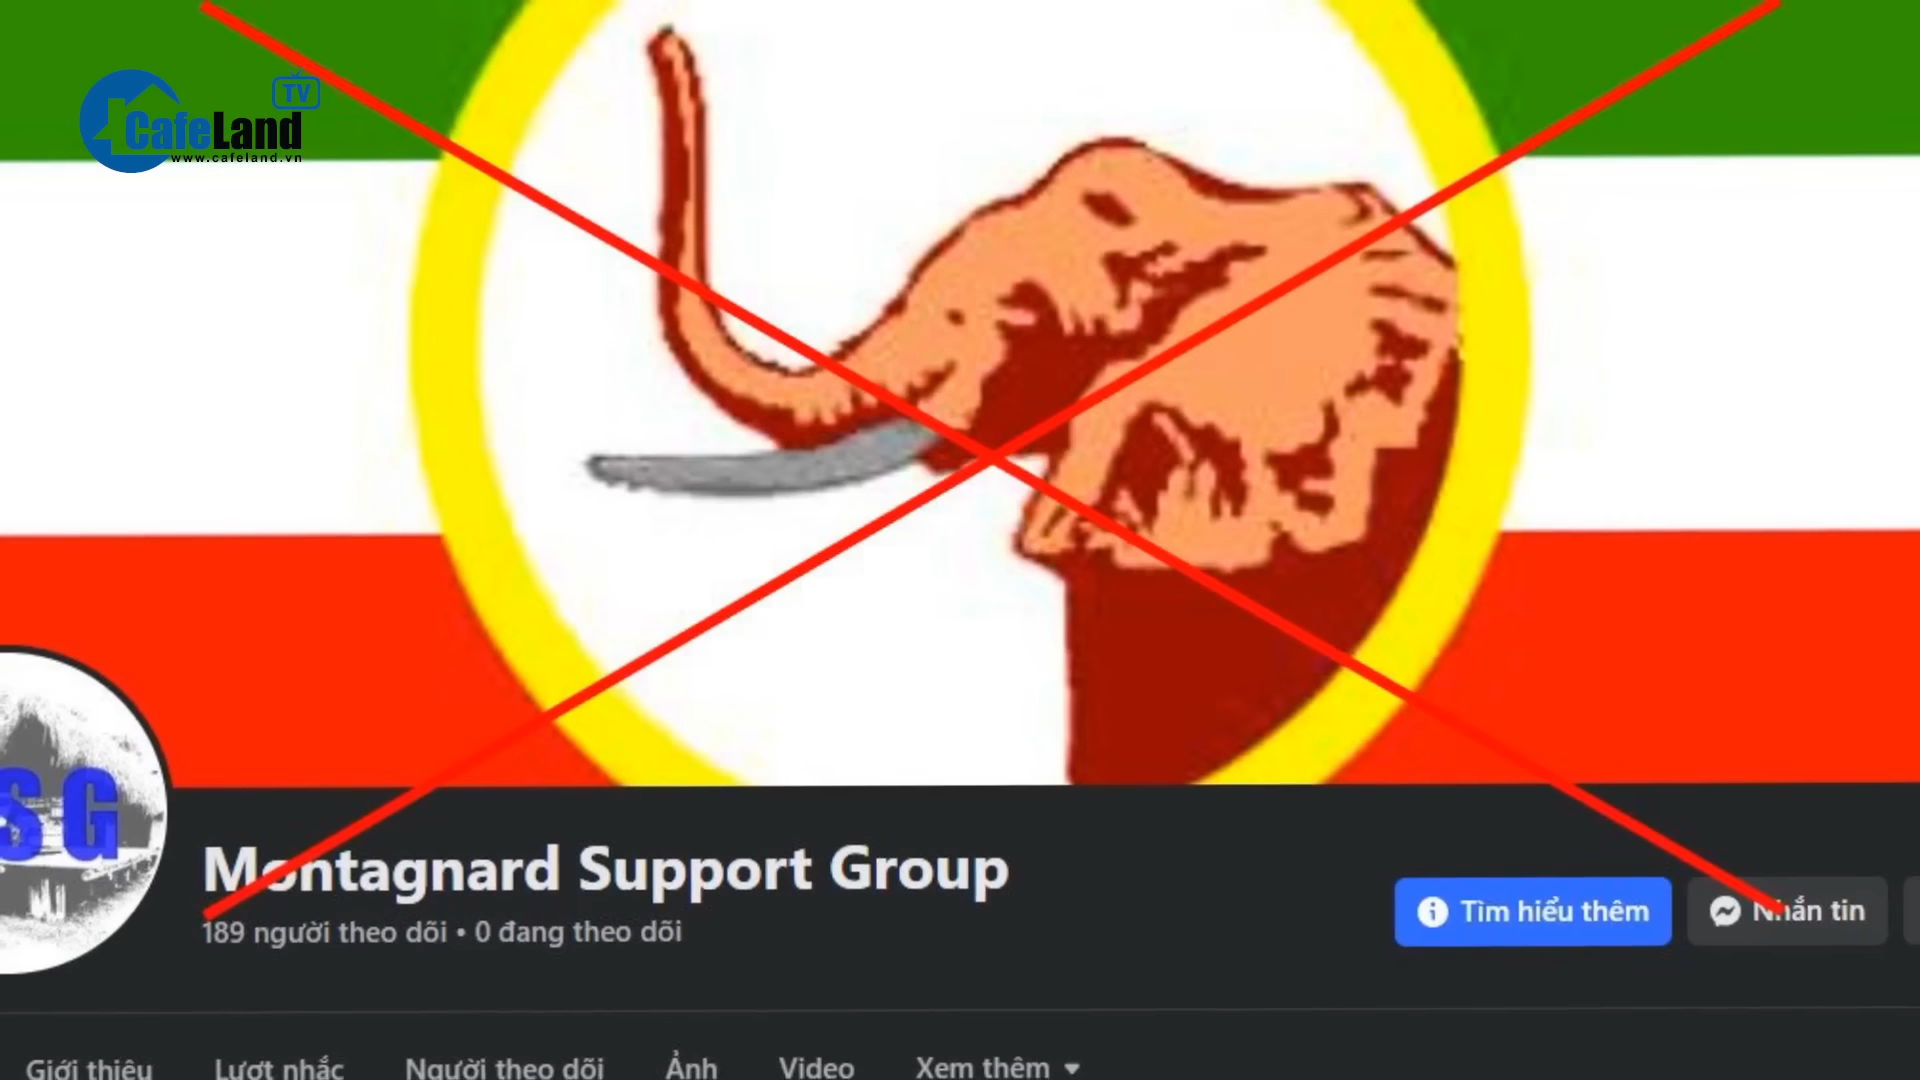 TV
CafeLand
www.cafeland.vn
SG
Montagnard Support Group
189 người theo dõi • 0 đang theo dõi
Tìm hiểu thêm
Nhắn tin
Giới thiệu Lượt nhắc Người theo dõi Ảnh Video Xem thêm